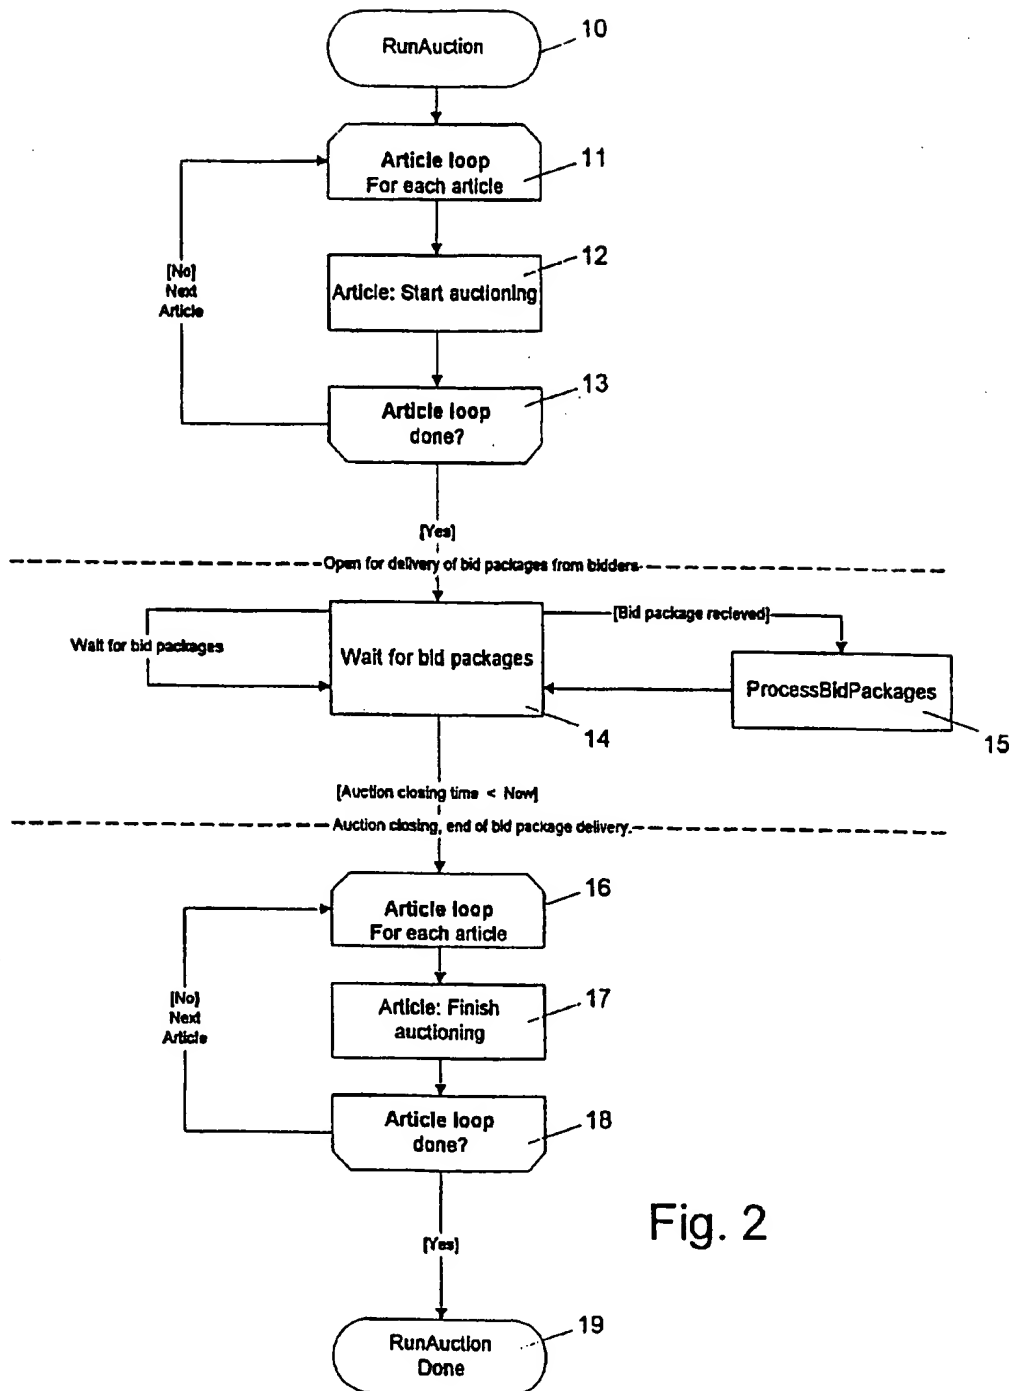 RunAuction
10
Article loop
For each article
11
12
Article: Start auctioning
[No]
Next
Article
13
Article loop
done?
[Yes]
Open for delivery of bid packages from bidders
[Bid package recieved]
Wait for bid packages
Wait for bid packages
ProcessBidPackages
14
15
[Auction closing time < Now]
Auction closing, end of bid package delivery.
16
Article loop
For each article
17
Article: Finish
auctioning
[No]
Next
Article
Article loop
done?
18
Fig. 2
[Yes]
19
RunAuction
Done